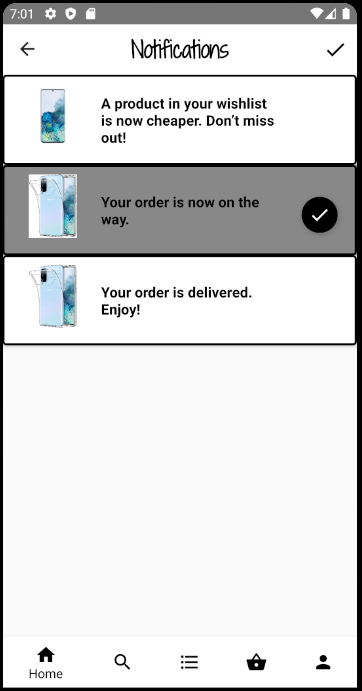 7:01
Notifications
A product in your wishlist
is now cheaper. Don't miss
out!
Your order is now on the
way.
Your order is delivered.
Enjoy!
Home